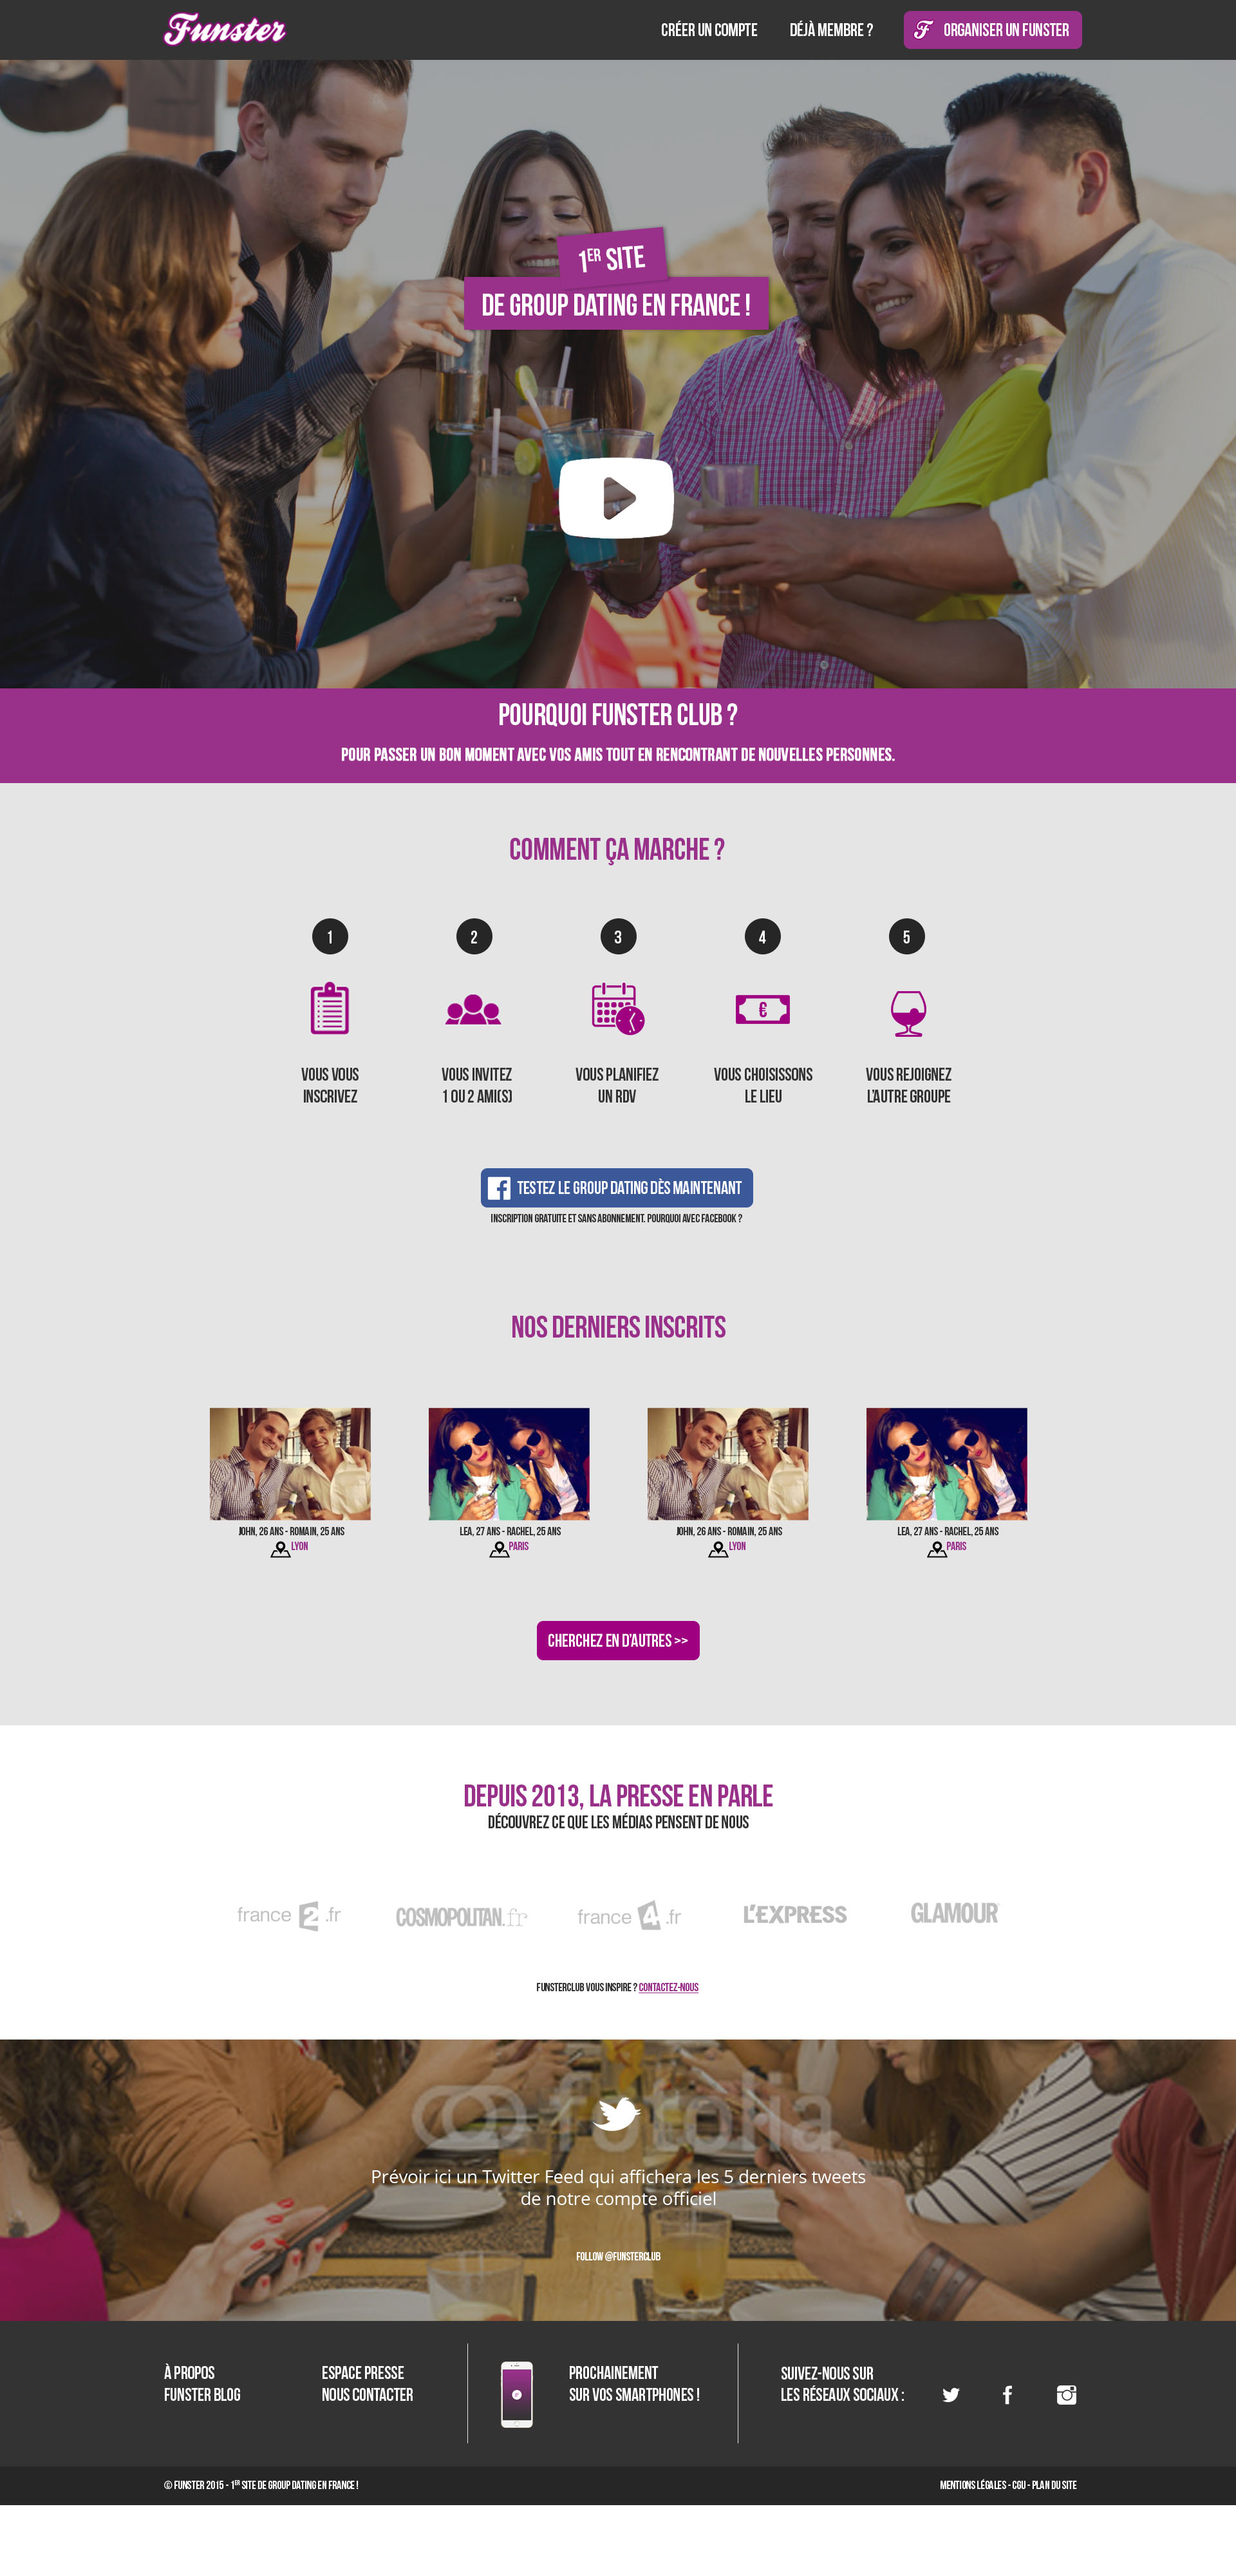 Funster
CRÉER UN COMPTE
DÉJÀ MEMBRE ?
F ORGANISER UN FUNSTER
1ER SITE
DE GROUP DATING EN FRANCE !
POURQUOI FUNSTER CLUB ?
POUR PASSER UN BON MOMENT AVEC VOS AMIS TOUT EN RENCONTRANT DE NOUVELLES PERSONNES.
COMMENT ÇA MARCHE ?
1
2
3
4
5
€
VOUS VOUS
INSCRIVEZ
VOUS INVITEZ
1 OU 2 AMI(S)
VOUS PLANIFIEZ
UN RDV
VOUS CHOISISSONS
LE LIEU
VOUS REJOIGNEZ
L'AUTRE GROUPE
TESTEZ LE GROUP DATING DÈS MAINTENANT
INSCRIPTION GRATUITE ET SANS ABONNEMENT. POURQUOI AVEC FACEBOOK ?
NOS DERNIERS INSCRITS
JOHN, 26 ANS - ROMAIN, 25 ANS
LYON
LEA, 27 ANS - RACHEL, 25 ANS
PARIS
JOHN, 26 ANS - ROMAIN, 25 ANS
LYON
LEA, 27 ANS - RACHEL, 25 ANS
PARIS
CHERCHEZ EN D'AUTRES >>
DEPUIS 2013, LA PRESSE EN PARLE
DÉCOUVREZ CE QUE LES MÉDIAS PENSENT DE NOUS
france 2 .fr
COSMOPOLITAN.fr
france 4 .fr
L'EXPRESS
GLAMOUR
FUNSTERCLUB VOUS INSPIRE ? CONTACTEZ-NOUS
fotolia
Prévoir ici un Twitter Feed qui affichera les 5 derniers tweets
de notre compte officiel
FOLLOW @FUNSTERCLUB
À PROPOS
FUNSTER BLOG
ESPACE PRESSE
NOUS CONTACTER
PROCHAINEMENT
SUR VOS SMARTPHONES !
SUIVEZ-NOUS SUR
LES RÉSEAUX SOCIAUX :
© FUNSTER 2015 - 1ER SITE DE GROUP DATING EN FRANCE !
MENTIONS LÉGALES - CGU - PLAN DU SITE